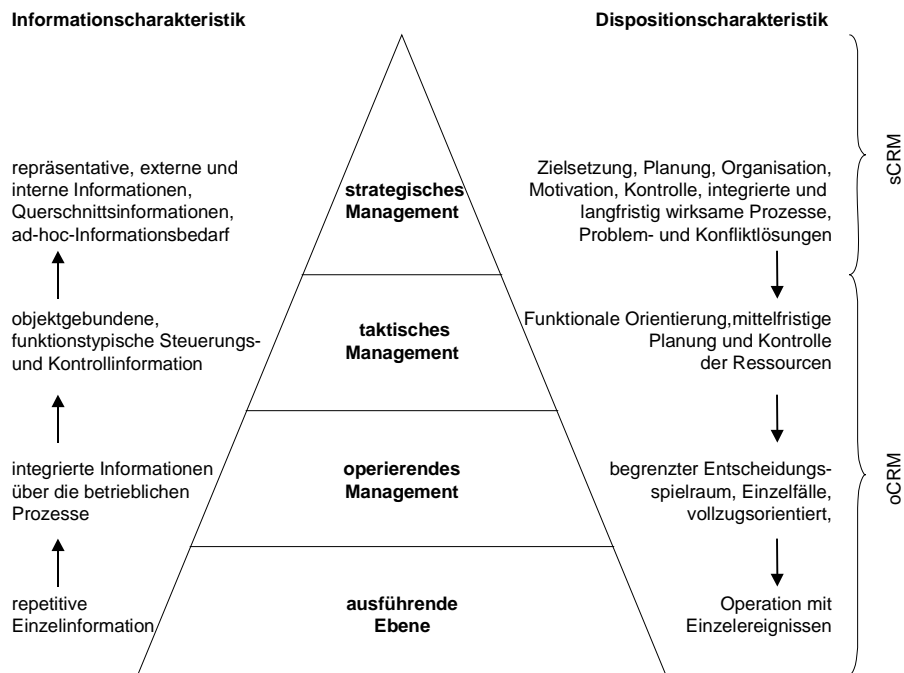 Informationscharakteristik
Dispositionscharakteristik
repräsentative, externe und
interne Informationen,
Querschnittsinformationen,
ad-hoc-Informationsbedarf
strategisches
Management
Zielsetzung, Planung, Organisation,
Motivation, Kontrolle, integrierte und
langfristig wirksame Prozesse,
Problem- und Konfliktlösungen
sCRM
objektgebundene,
funktionstypische Steuerungs-
und Kontrollinformation
taktisches
Management
Funktionale Orientierung,mittelfristige
Planung und Kontrolle
der Ressourcen
integrierte Informationen
über die betrieblichen
Prozesse
operierendes
Management
begrenzter Entscheidungs-
spielraum, Einzelfälle,
vollzugsorientiert,
oCRM
repetitive
Einzelinformation
ausführende
Ebene
Operation mit
Einzelereignissen